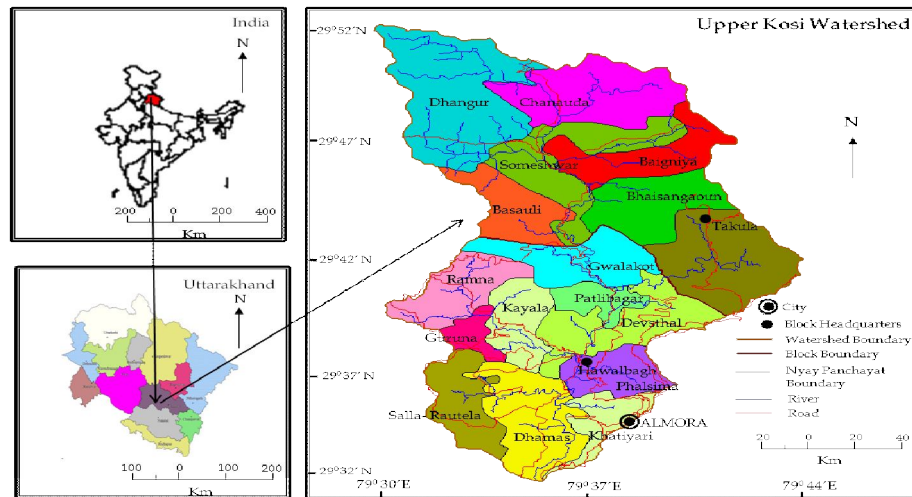 India
N
200 0 40
Km
Uttarakhand
N
100 0 100 200
Km
Upper Kosi Watershed
N
29°52´N
29°47´N
29°42´N
29°37´N
29°32´N
79°30´E
79°37´E
79°44´E
Dhangur
Chanauda
Someshwar
Baigniya
Basauli
Bhaisangaoun
Takula
Gwalakot
Ramna
Kayala
Patlibagar
Devsthal
Guruna
Hawalbagh
Phalsima
Salla-Rautela
Dhamas
Khatiyari
ALMORA
City
Block Headquarters
Watershed Boundary
Block Boundary
Nyay Panchayat
Boundary
River
Road
20 0 20 40
Km